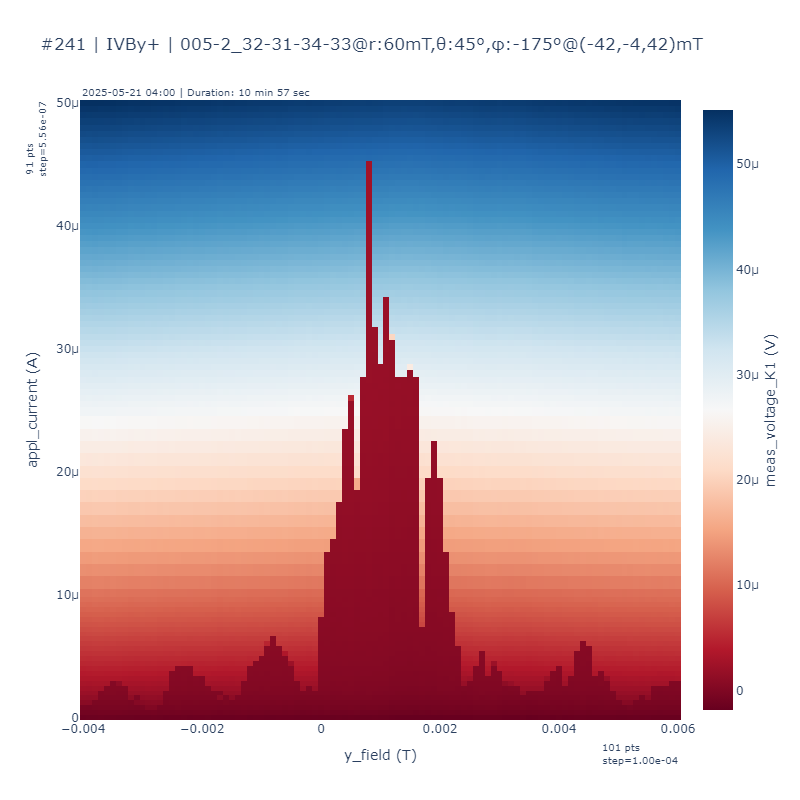 #241 | IVBy+ | 005-2_32-31-34-33@r:60mT,θ:45°,φ:-175°@(-42,-4,42)mT
2025-05-21 04:00 | Duration: 10 min 57 sec
91 pts
step=5.56e-07
50μ
40μ
30μ
20μ
10μ
0
appl_current (A)
−0.004
−0.002
0
0.002
0.004
0.006
y_field (T)
101 pts
step=1.00e-04
50μ
40μ
30μ
20μ
10μ
0
meas_voltage_K1 (V)